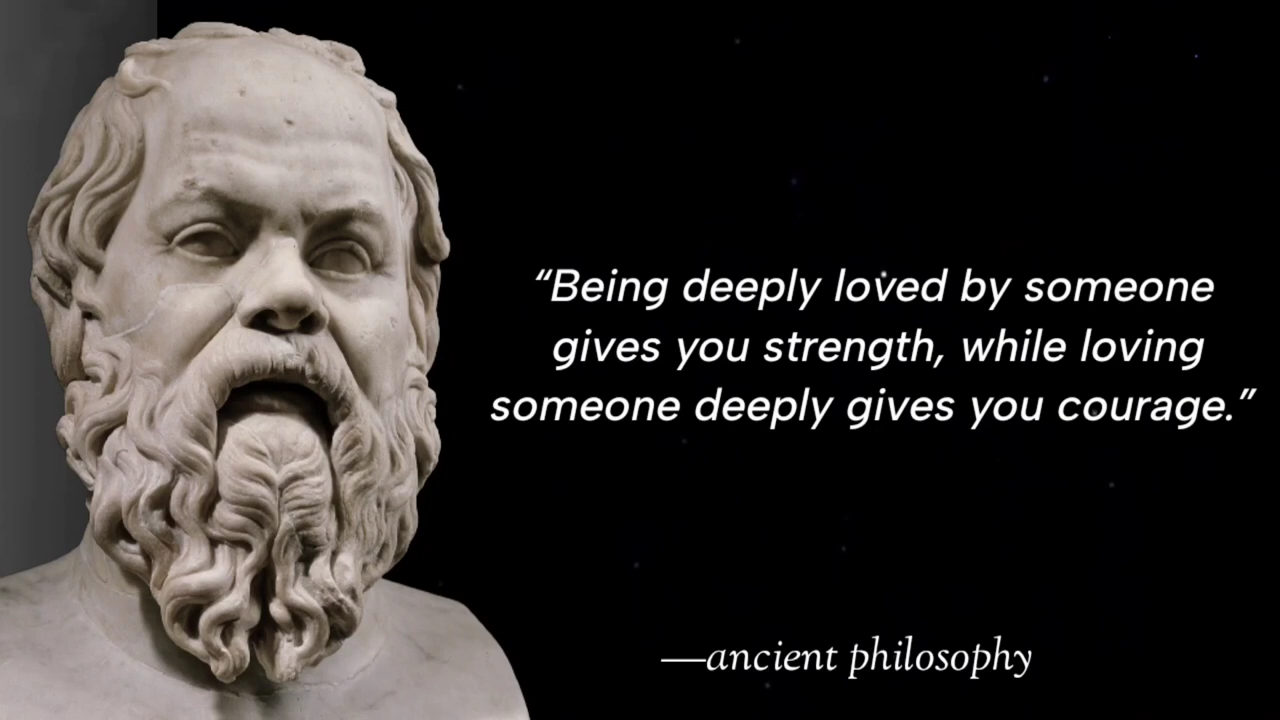 “Being deeply loved by someone
gives you strength, while loving
someone deeply gives you courage.”
—ancient philosophy